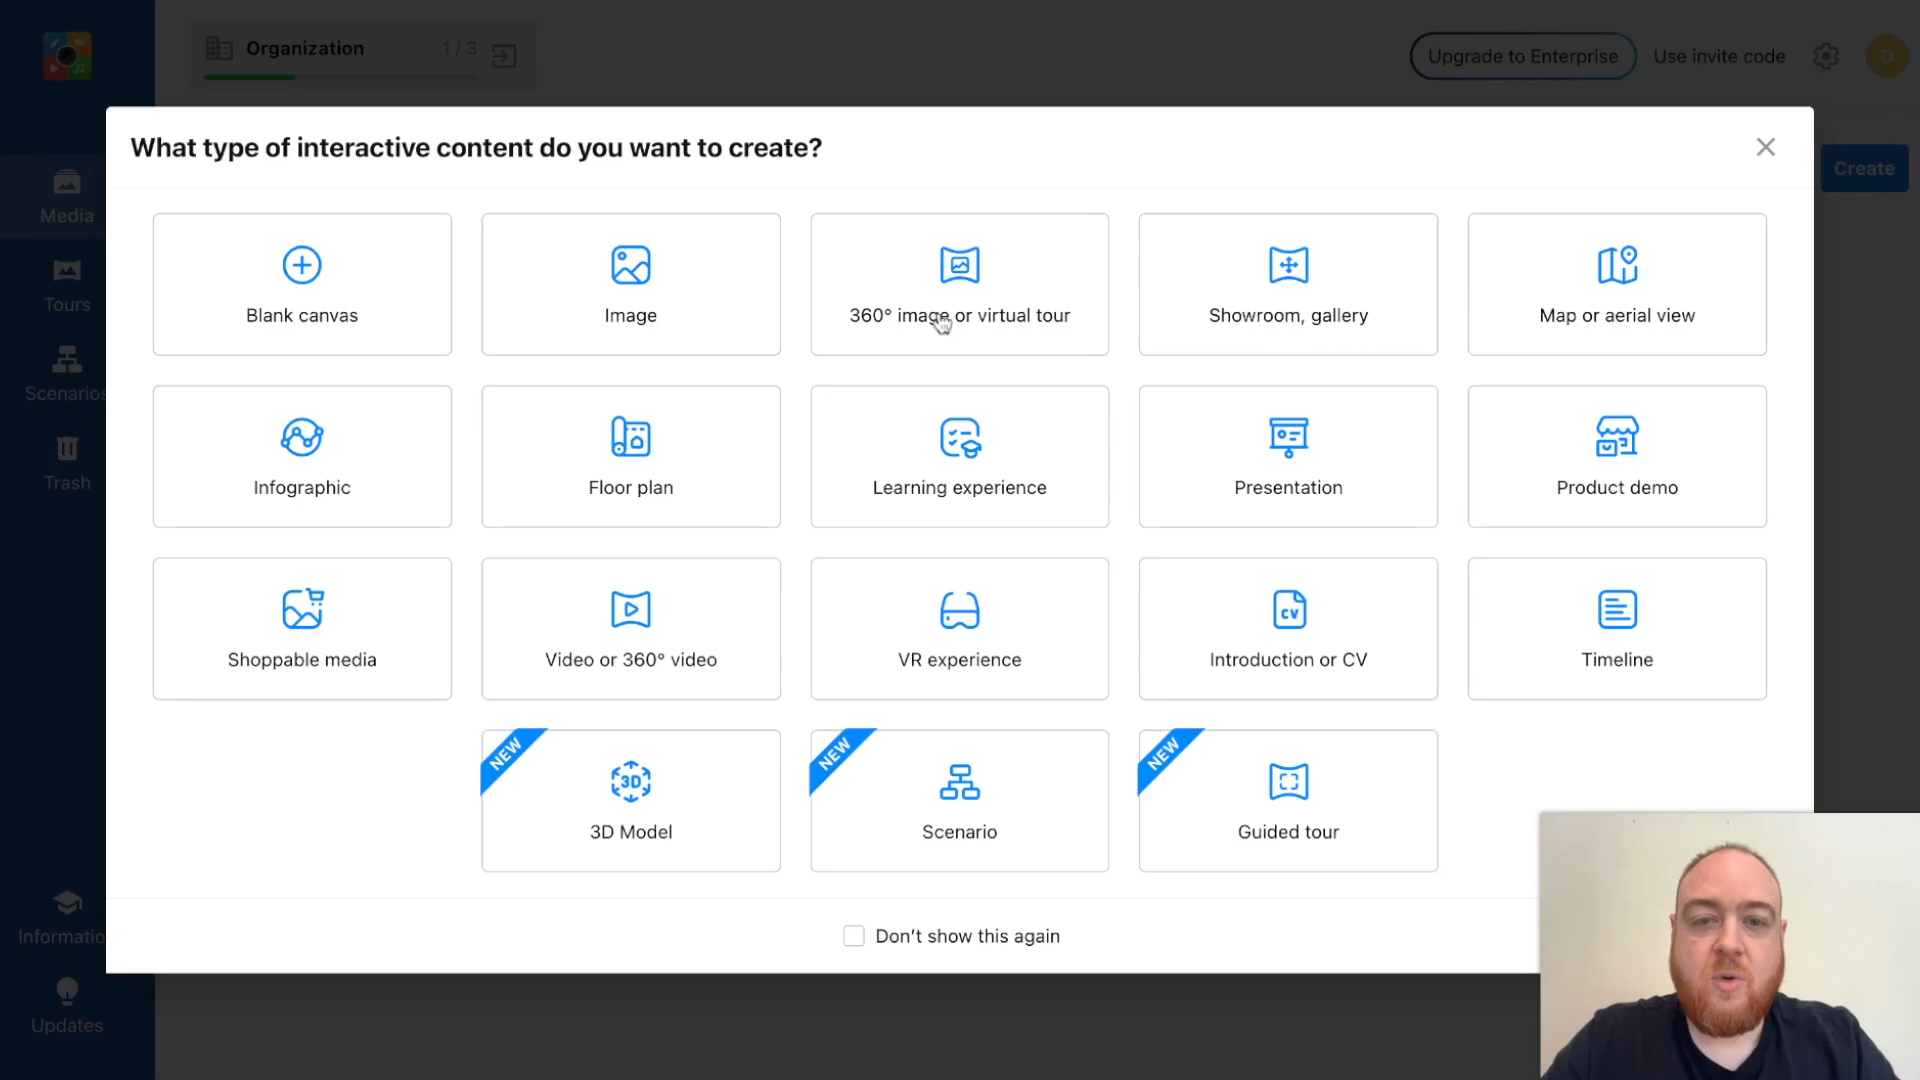 Organization
1 / 3
Upgrade to Enterprise
Use invite code
D
What type of interactive content do you want to create?
Create
Media
Tours
Scenarios
Trash
Informatio
Updates
Blank canvas
Image
360° image or virtual tour
Showroom, gallery
Map or aerial view
Infographic
Floor plan
Learning experience
Presentation
Product demo
CV
Shoppable media
Video or 360° video
VR experience
Introduction or CV
Timeline
NEW
NEW
NEW
3D
3D Model
Scenario
Guided tour
Don't show this again